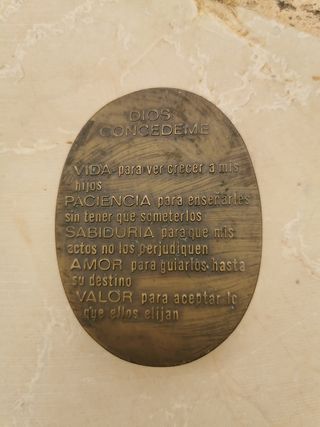 DIOS
CONCEDEME
VIDA para ver crecer a mis
hijos
PACIENCIA para enseñarles
sin tener que someterlos
SABIDURIA para que mis
actos no los perjudiquen
AMOR para guiarlos hasta
su destino
VALOR para aceptar lo
que ellos elijan